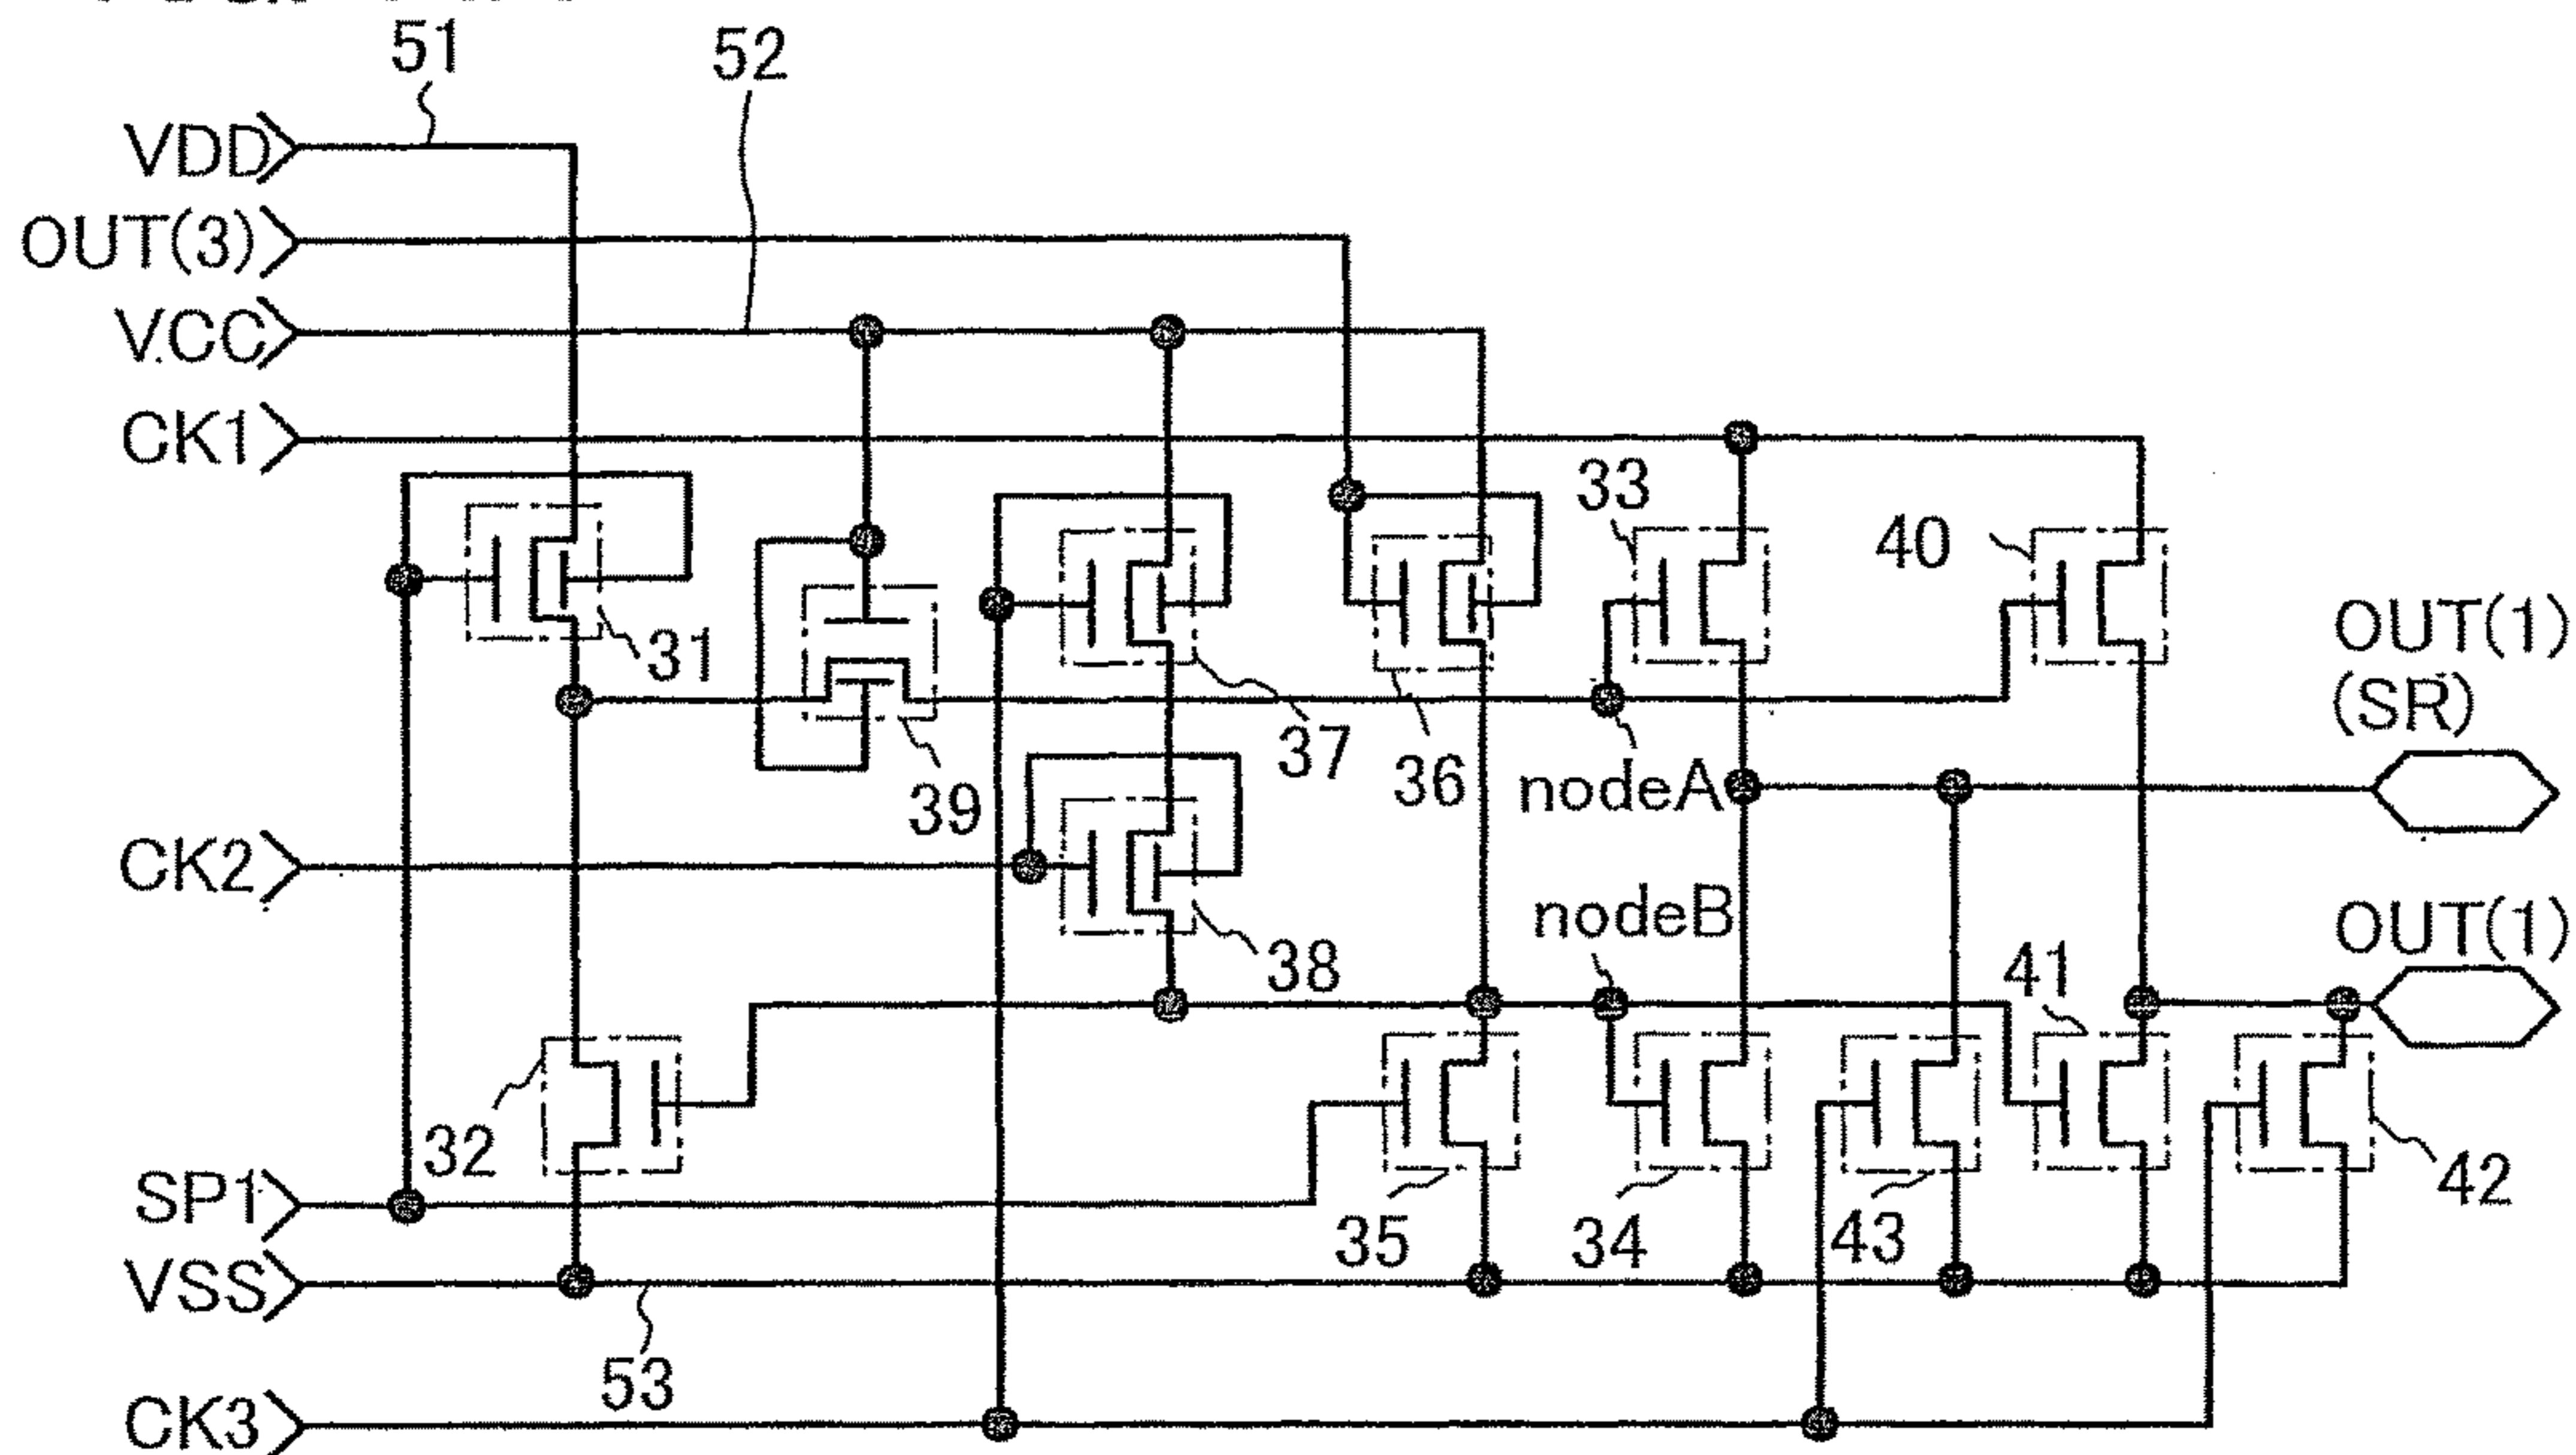 51
52
VDD
OUT(3)
VCC
CK1
33
40
31
OUT(1)
(SR)
37
36
nodeA
39
CK2
nodeB
38
41
OUT(1)
32
SP1
35
34
43
42
VSS
53
CK3